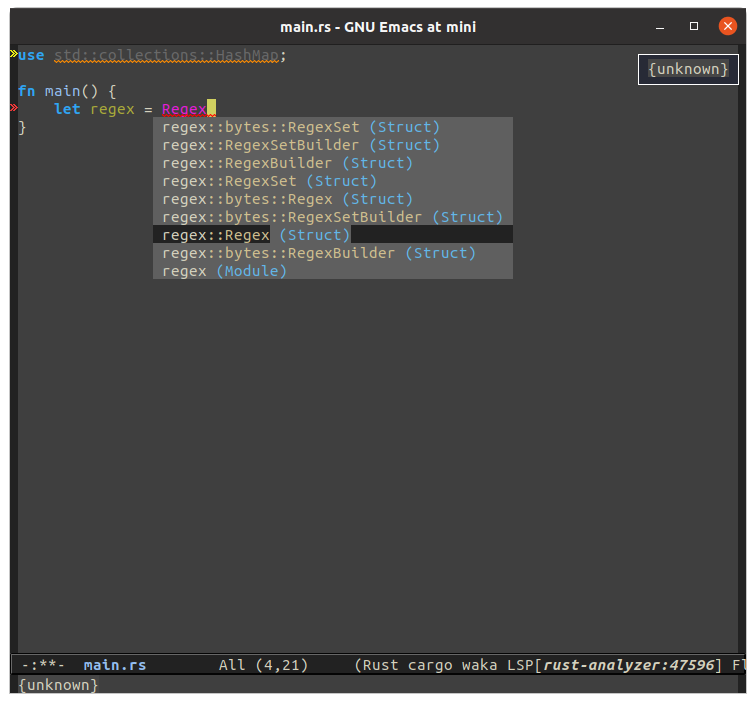 main.rs - GNU Emacs at mini
use std::collections::HashMap;
{unknown}
fn main() {
let regex = Regex
}
regex::bytes::RegexSet (Struct)
regex::RegexSetBuilder (Struct)
regex::RegexBuilder (Struct)
regex::RegexSet (Struct)
regex::bytes::Regex (Struct)
regex::bytes::RegexSetBuilder (Struct)
regex::Regex (Struct)
regex::bytes::RegexBuilder (Struct)
regex (Module)
-:**- main.rs All (4,21) (Rust cargo waka LSP[rust-analyzer:47596] Fl
{unknown}